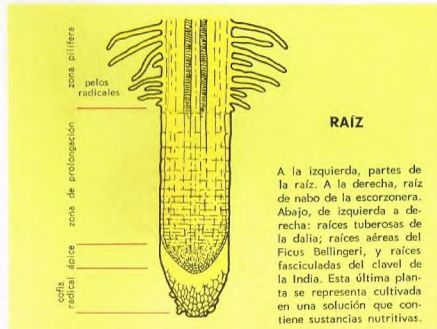 zona pilífera
pelos
radicales
zona de prolongación
ápice
cofia
radical
RAÍZ
A la izquierda, partes de
la raíz. A la derecha, raíz
de nabo de la escorzonera.
Abajo, de izquierda a de-
recha: raíces tuberosas de
la dalia; raíces aéreas del
Ficus Bellingeri, y raíces
fasciculadas del clavel de
la India. Esta última plan-
ta se representa cultivada
en una solución que con-
tiene sustancias nutritivas.